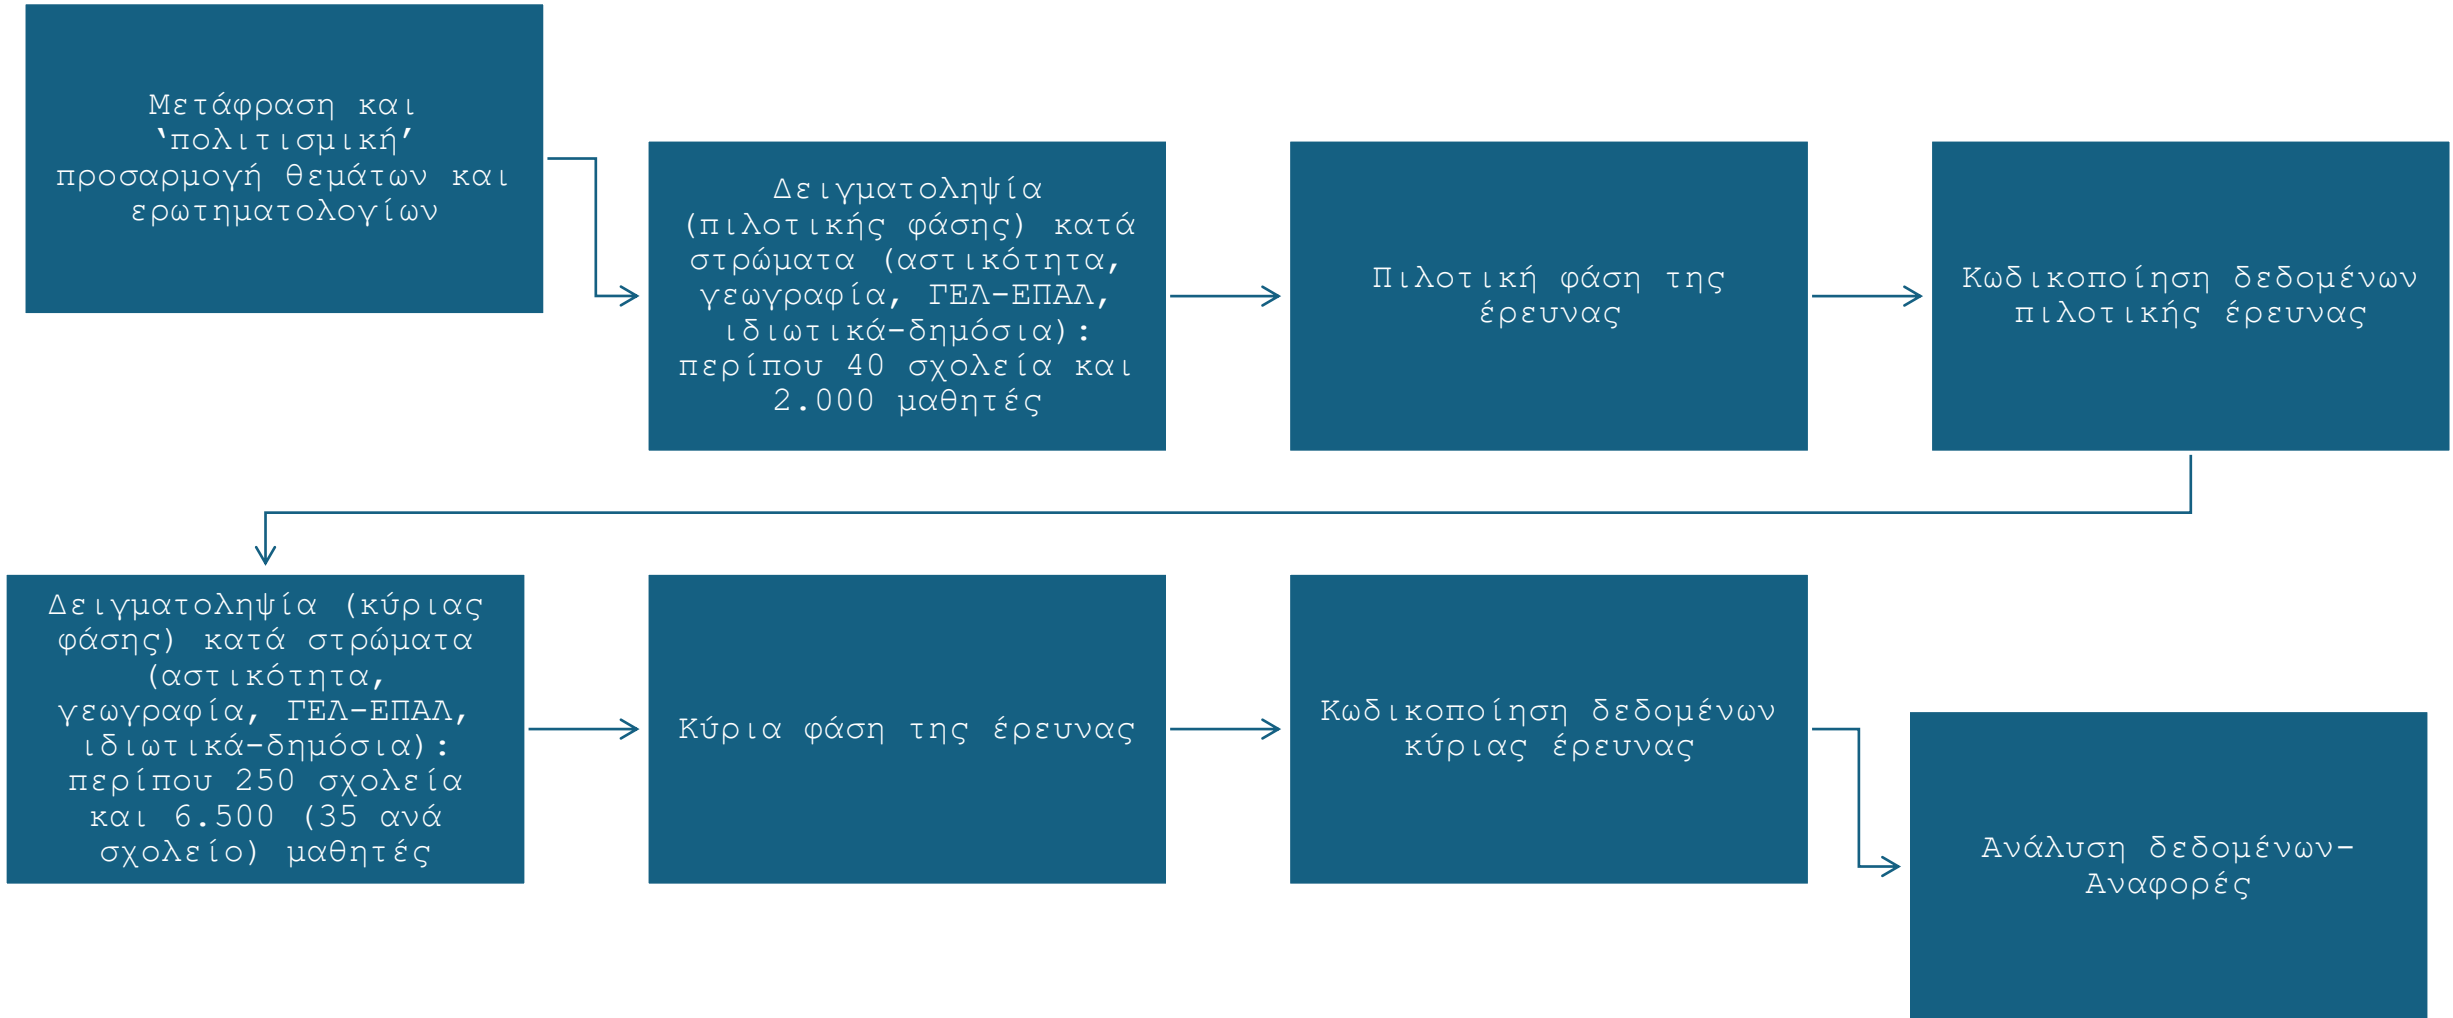 Μετάφραση και
‘πολιτισμική’
προσαρμογή θεμάτων και
ερωτηματολογίων
Δειγματοληψία
(πιλοτικής φάσης) κατά
στρώματα (αστικότητα,
γεωγραφία, ΓΕΛ-ΕΠΑΛ,
ιδιωτικά-δημόσια):
περίπου 40 σχολεία και
2.000 μαθητές
Πιλοτική φάση της
έρευνας
Κωδικοποίηση δεδομένων
πιλοτικής έρευνας
Δειγματοληψία (κύριας
φάσης) κατά στρώματα
(αστικότητα,
γεωγραφία, ΓΕΛ-ΕΠΑΛ,
ιδιωτικά-δημόσια):
περίπου 250 σχολεία
και 6.500 (35 ανά
σχολείο) μαθητές
Κύρια φάση της έρευνας
Κωδικοποίηση δεδομένων
κύριας έρευνας
Ανάλυση δεδομένων-
Αναφορές